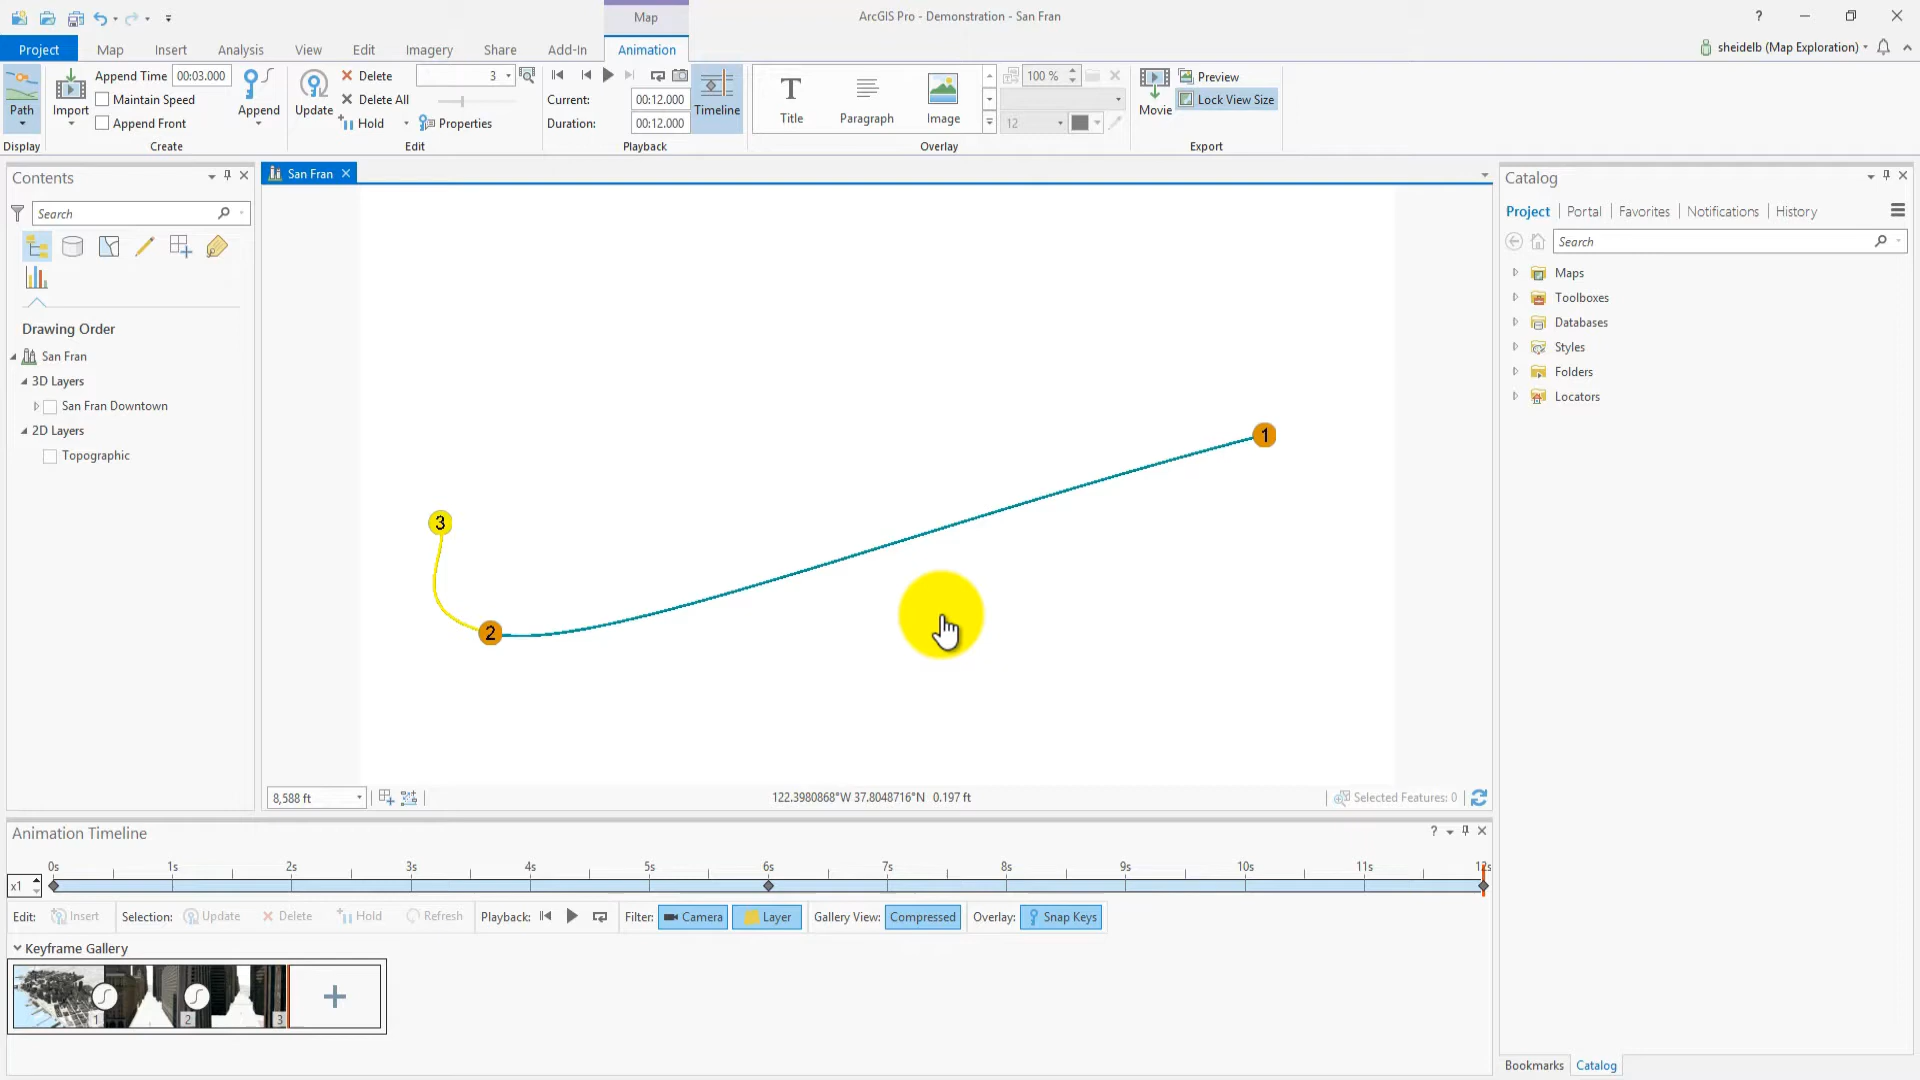 Map
ArcGIS Pro - Demonstration - San Fran
?
Project Map Insert Analysis View Edit Imagery Share Add-In Animation
sheidelb (Map Exploration)
Path
Display
Import
Append Time 00:03.000
Maintain Speed
Append Front
Append
Create
Update
Delete
Delete All
Hold
3
Properties
Edit
Current: 00:12.000
Duration: 00:12.000
Timeline
Playback
Title
Paragraph
Image
100 %
12
Overlay
Movie
Preview
Lock View Size
Export
Contents
Search
Drawing Order
San Fran
3D Layers
San Fran Downtown
2D Layers
Topographic
San Fran
1
3
2
8,588 ft
122.3980868°W 37.8048716°N 0.197 ft
Selected Features: 0
Catalog
Project Portal Favorites Notifications History
Search
Maps
Toolboxes
Databases
Styles
Folders
Locators
Bookmarks Catalog
Animation Timeline
?
0s 1s 2s 3s 4s 5s 6s 7s 8s 9s 10s 11s 12s
x1
Edit: Insert Selection: Update Delete Hold Refresh Playback: Filter: Camera Layer Gallery View: Compressed Overlay: Snap Keys
Keyframe Gallery
1 2 3